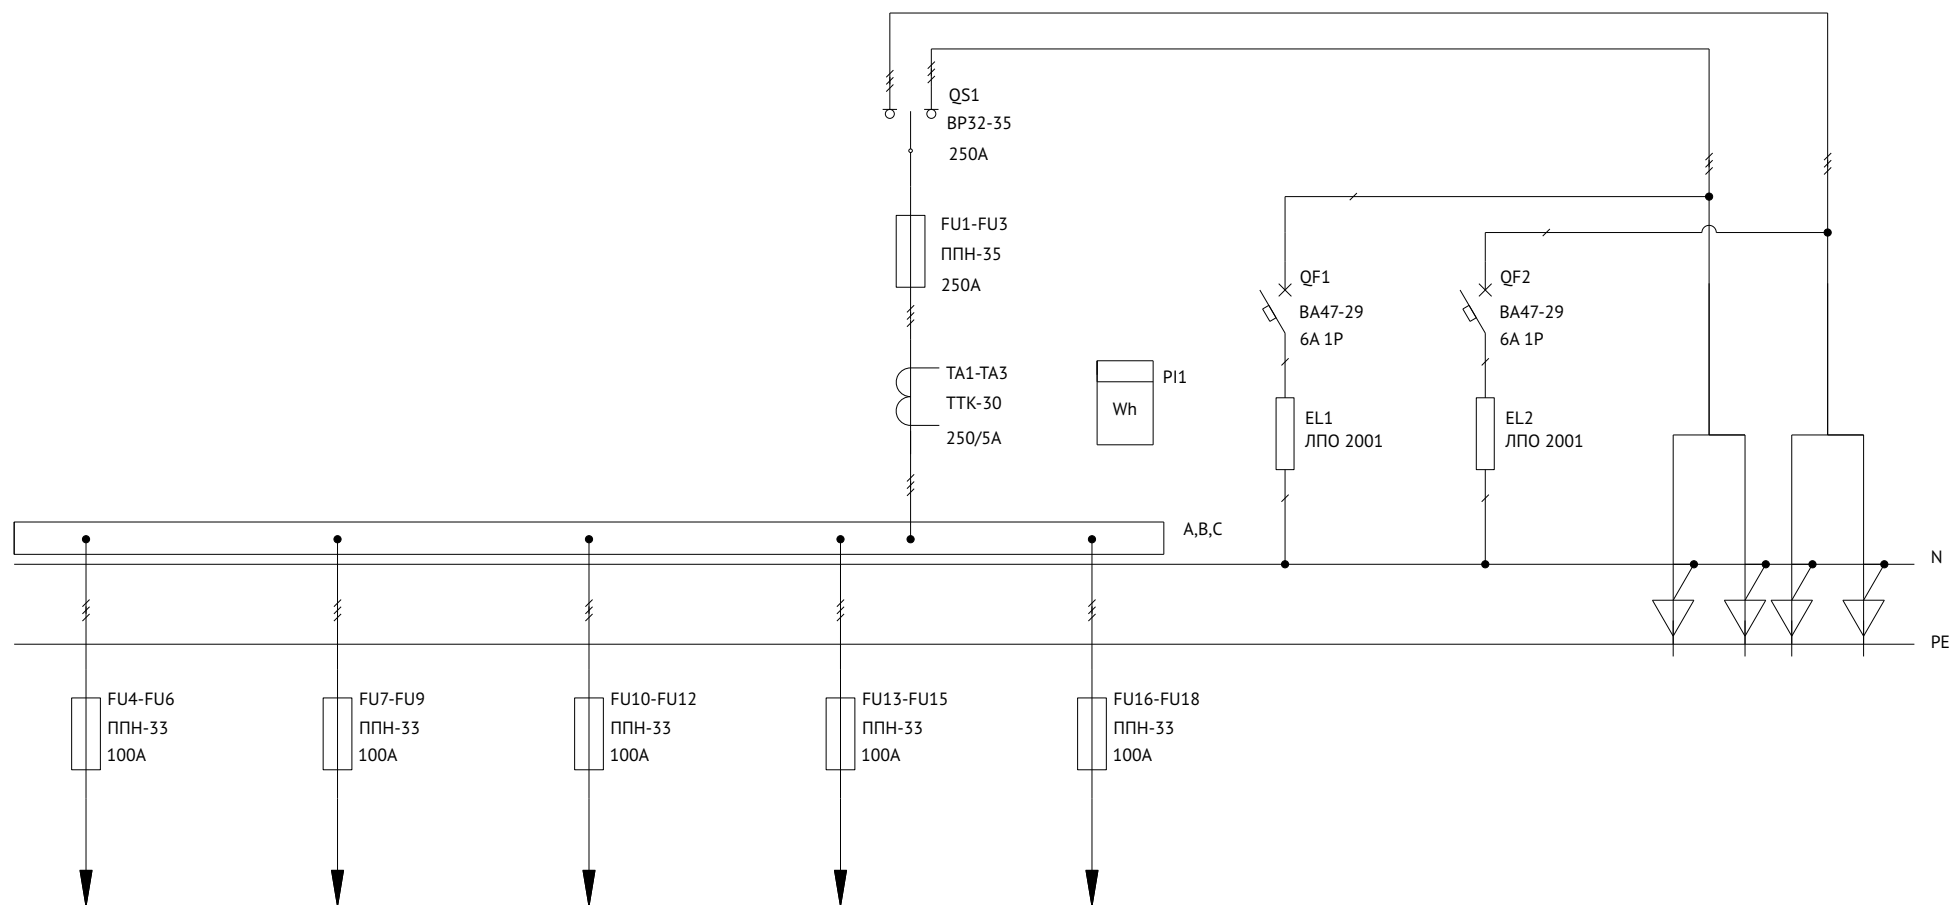 QS1
ВР32-35
250А
FU1-FU3
ППН-35
250А
QF1
ВА47-29
6А 1Р
QF2
ВА47-29
6А 1Р
TA1-TA3
ТТК-30
250/5А
PI1
Wh
EL1
ЛПО 2001
EL2
ЛПО 2001
A,B,C
N
PE
FU4-FU6
ППН-33
100А
FU7-FU9
ППН-33
100А
FU10-FU12
ППН-33
100А
FU13-FU15
ППН-33
100А
FU16-FU18
ППН-33
100А